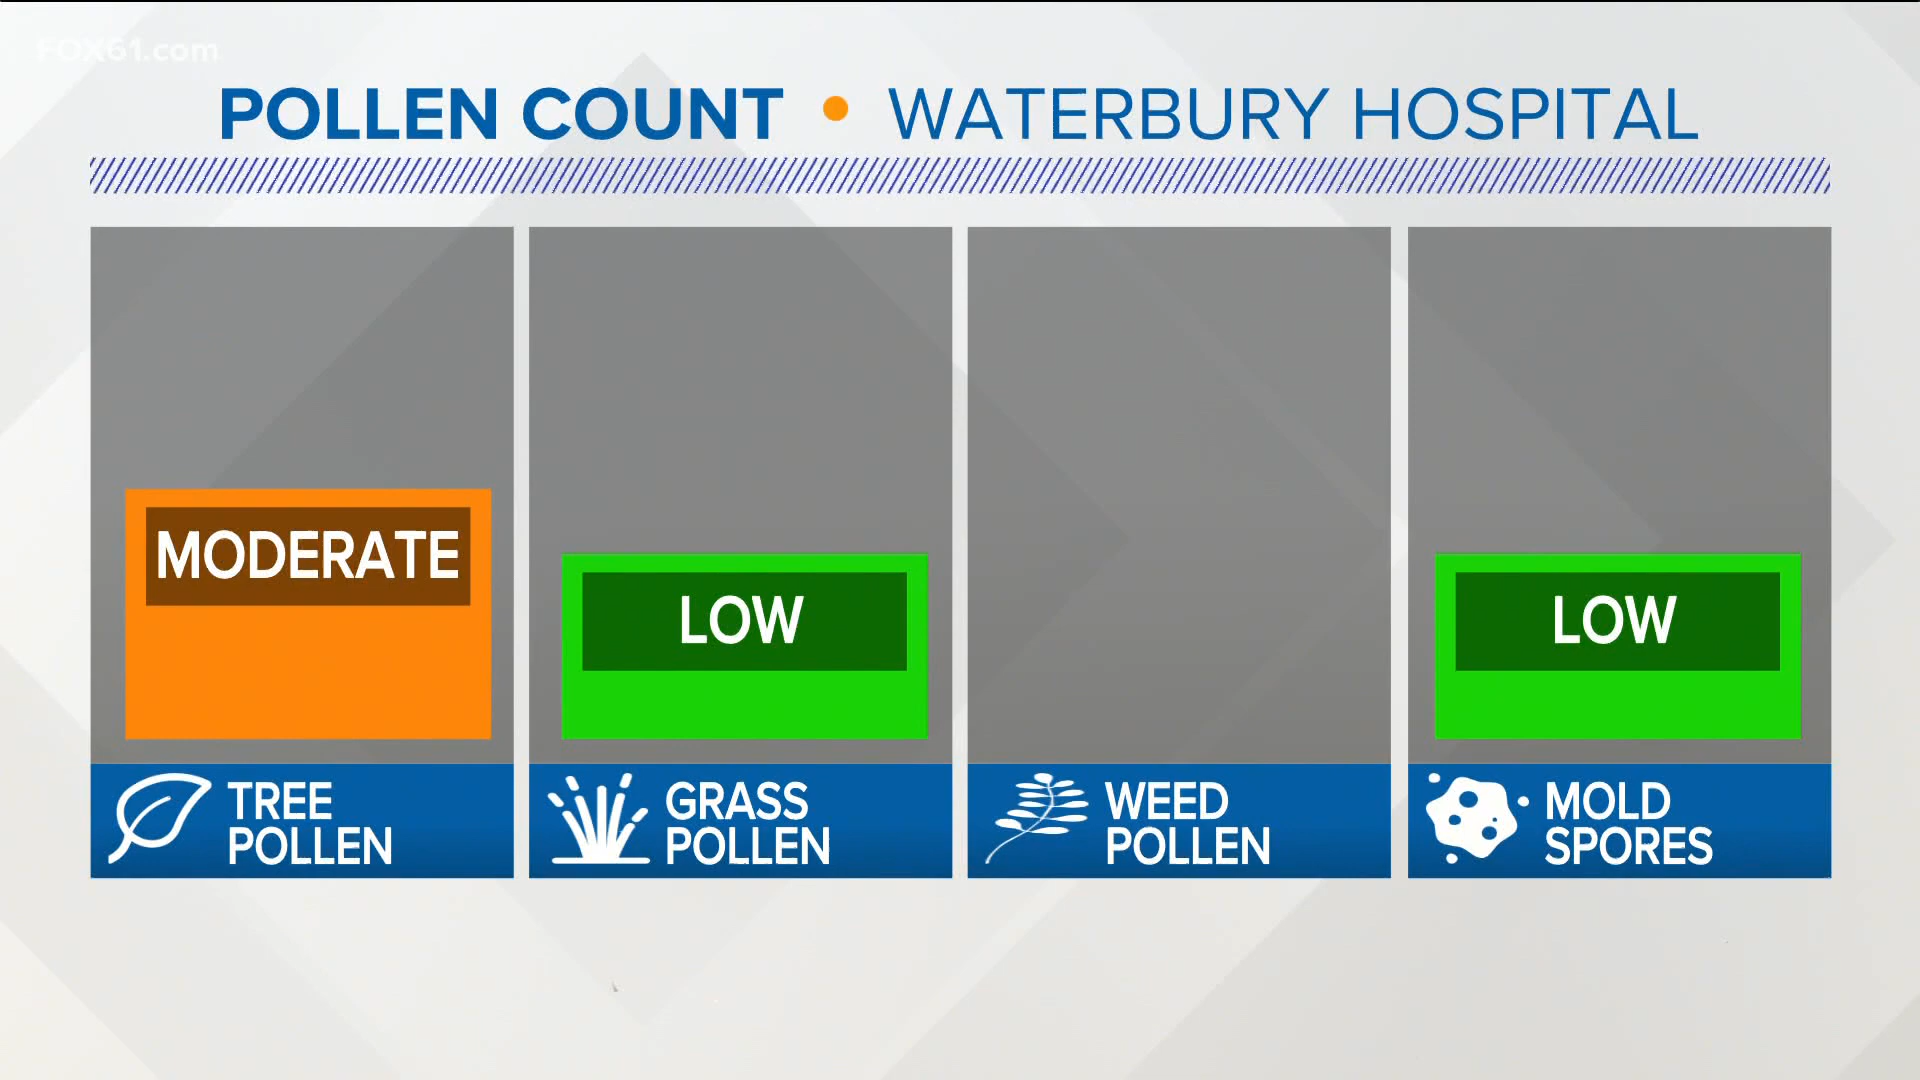 FOX61.com
POLLEN COUNT • WATERBURY HOSPITAL
MODERATE
LOW
LOW
TREE
POLLEN
GRASS
POLLEN
WEED
POLLEN
MOLD
SPORES